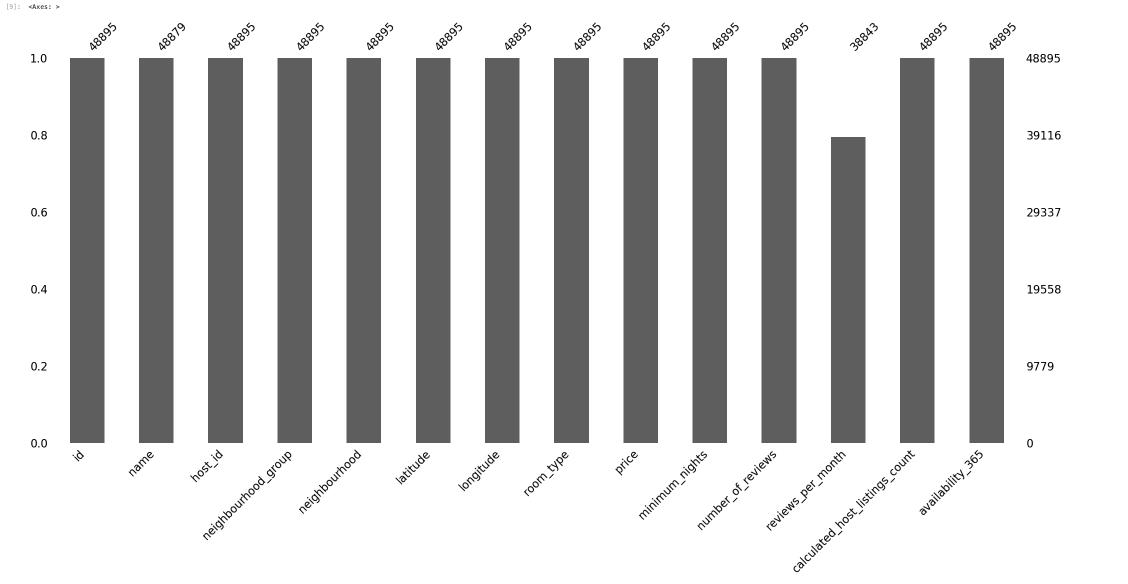 [9]: <Axes: >
48895 48879 48895 48895 48895 48895 48895 48895 48895 48895 48895 38843 48895 48895
1.0 48895
0.8 39116
0.6 29337
0.4 19558
0.2 9779
0.0 0
id name host_id neighbourhood_group neighbourhood latitude longitude room_type price minimum_nights number_of_reviews reviews_per_month calculated_host_listings_count availability_365